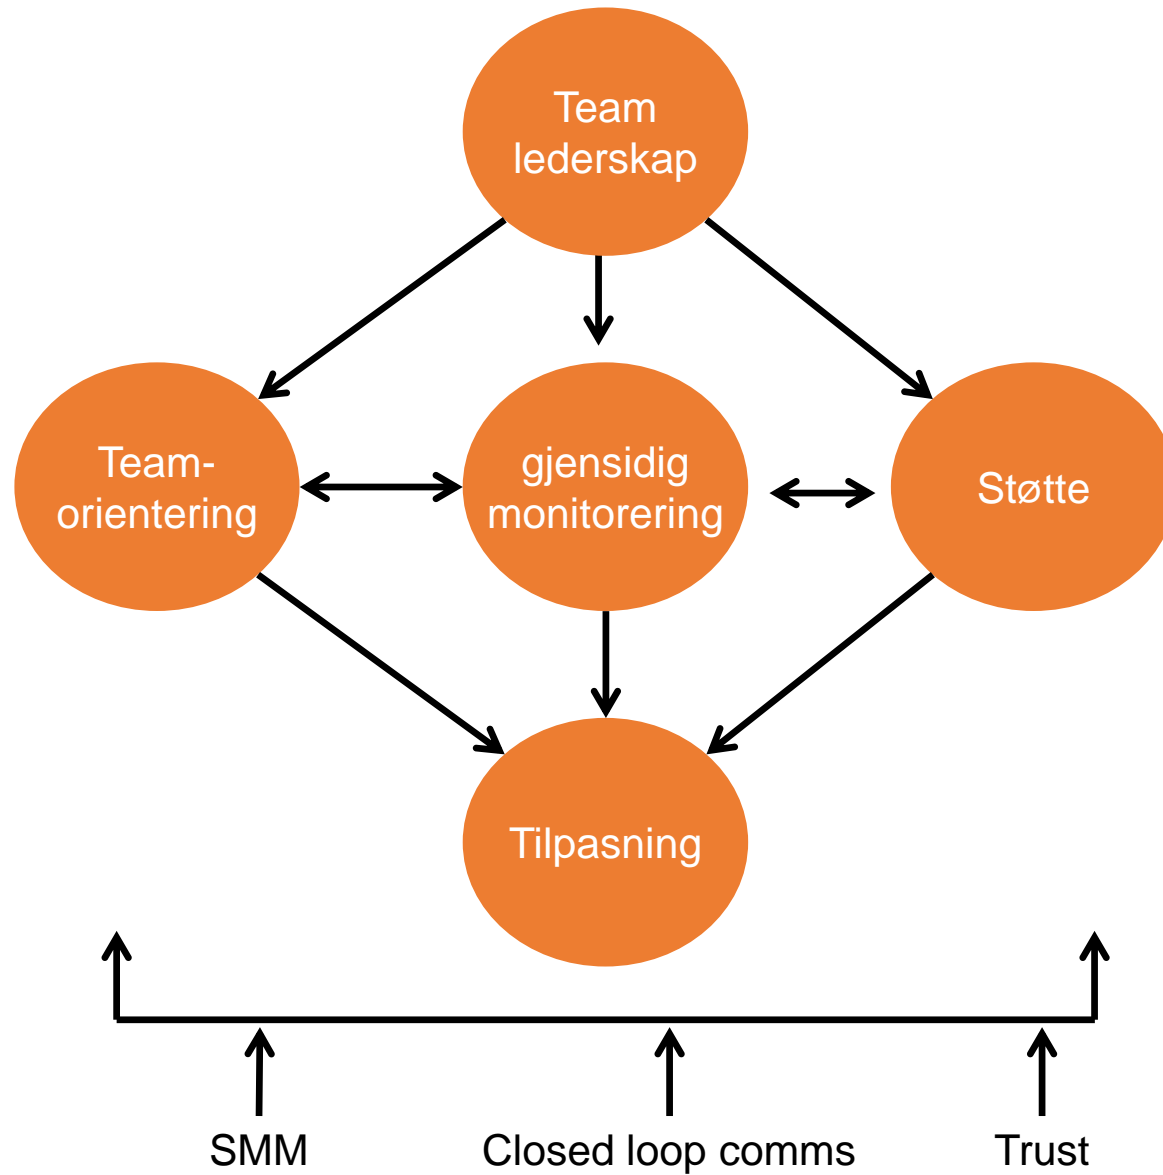 Team
lederskap
Team-
orientering
gjensidig
monitorering
Støtte
Tilpasning
SMM
Closed loop comms
Trust